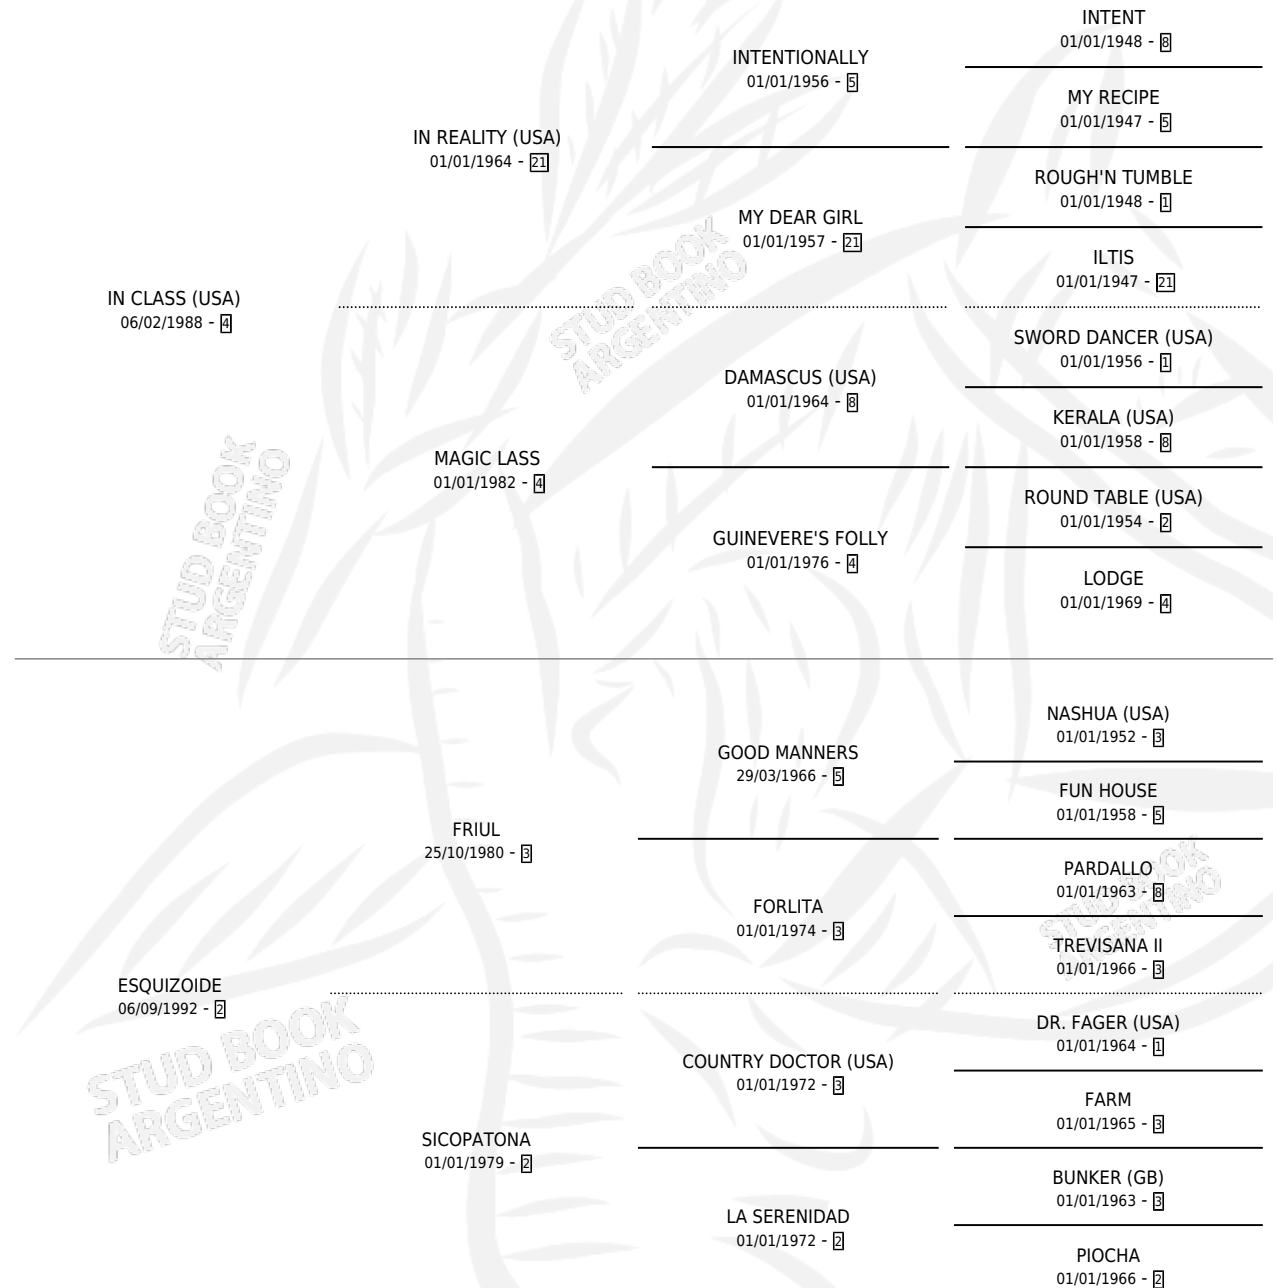 INTENT
01/01/1948 - 8
INTENTIONALLY
01/01/1956 - 5
MY RECIPE
01/01/1947 - 5
IN REALITY (USA)
01/01/1964 - 21
ROUGH'N TUMBLE
01/01/1948 - 1
MY DEAR GIRL
01/01/1957 - 21
ILTIS
01/01/1947 - 21
IN CLASS (USA)
06/02/1988 - 4
SWORD DANCER (USA)
01/01/1956 - 1
DAMASCUS (USA)
01/01/1964 - 8
KERALA (USA)
01/01/1958 - 8
MAGIC LASS
01/01/1982 - 4
ROUND TABLE (USA)
01/01/1954 - 2
GUINEVERE'S FOLLY
01/01/1976 - 4
LODGE
01/01/1969 - 4
NASHUA (USA)
01/01/1952 - 3
GOOD MANNERS
29/03/1966 - 5
FUN HOUSE
01/01/1958 - 5
FRIUL
25/10/1980 - 3
PARDALLO
01/01/1963 - 8
FORLITA
01/01/1974 - 3
TREVISANA II
01/01/1966 - 3
ESQUIZOIDE
06/09/1992 - 2
DR. FAGER (USA)
01/01/1964 - 1
COUNTRY DOCTOR (USA)
01/01/1972 - 3
FARM
01/01/1965 - 3
SICOPATONA
01/01/1979 - 2
BUNKER (GB)
01/01/1963 - 3
LA SERENIDAD
01/01/1972 - 2
PIOCHA
01/01/1966 - 2
STUD BOOK
ARGENTINO
STUD BOOK
ARGENTINO
STUD BOOK
ARGENTINO
STUD BOOK
ARGENTINO